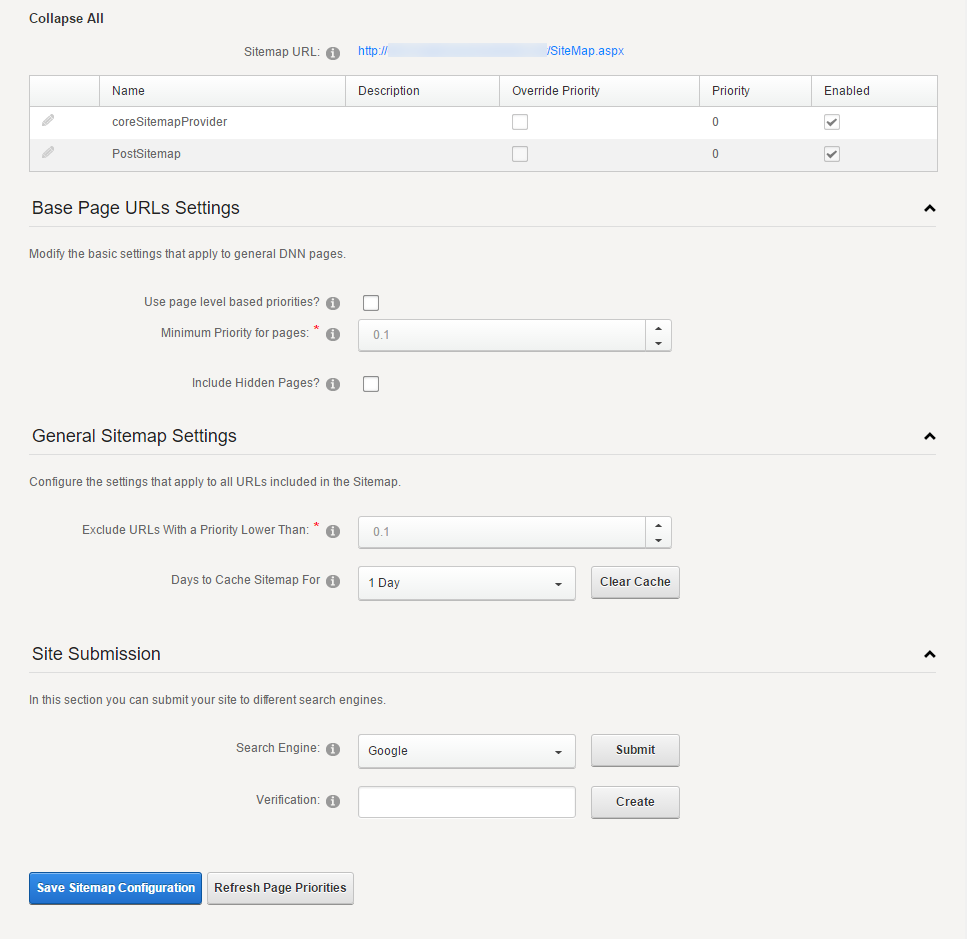 Collapse All
Sitemap URL: http:// /SiteMap.aspx
Name Description Override Priority Priority Enabled
coreSitemapProvider 0
PostSitemap 0
Base Page URLs Settings
Modify the basic settings that apply to general DNN pages.
Use page level based priorities?
Minimum Priority for pages: * 0.1
Include Hidden Pages?
General Sitemap Settings
Configure the settings that apply to all URLs included in the Sitemap.
Exclude URLs With a Priority Lower Than: * 0.1
Days to Cache Sitemap For 1 Day Clear Cache
Site Submission
In this section you can submit your site to different search engines.
Search Engine: Google Submit
Verification: Create
Save Sitemap Configuration Refresh Page Priorities